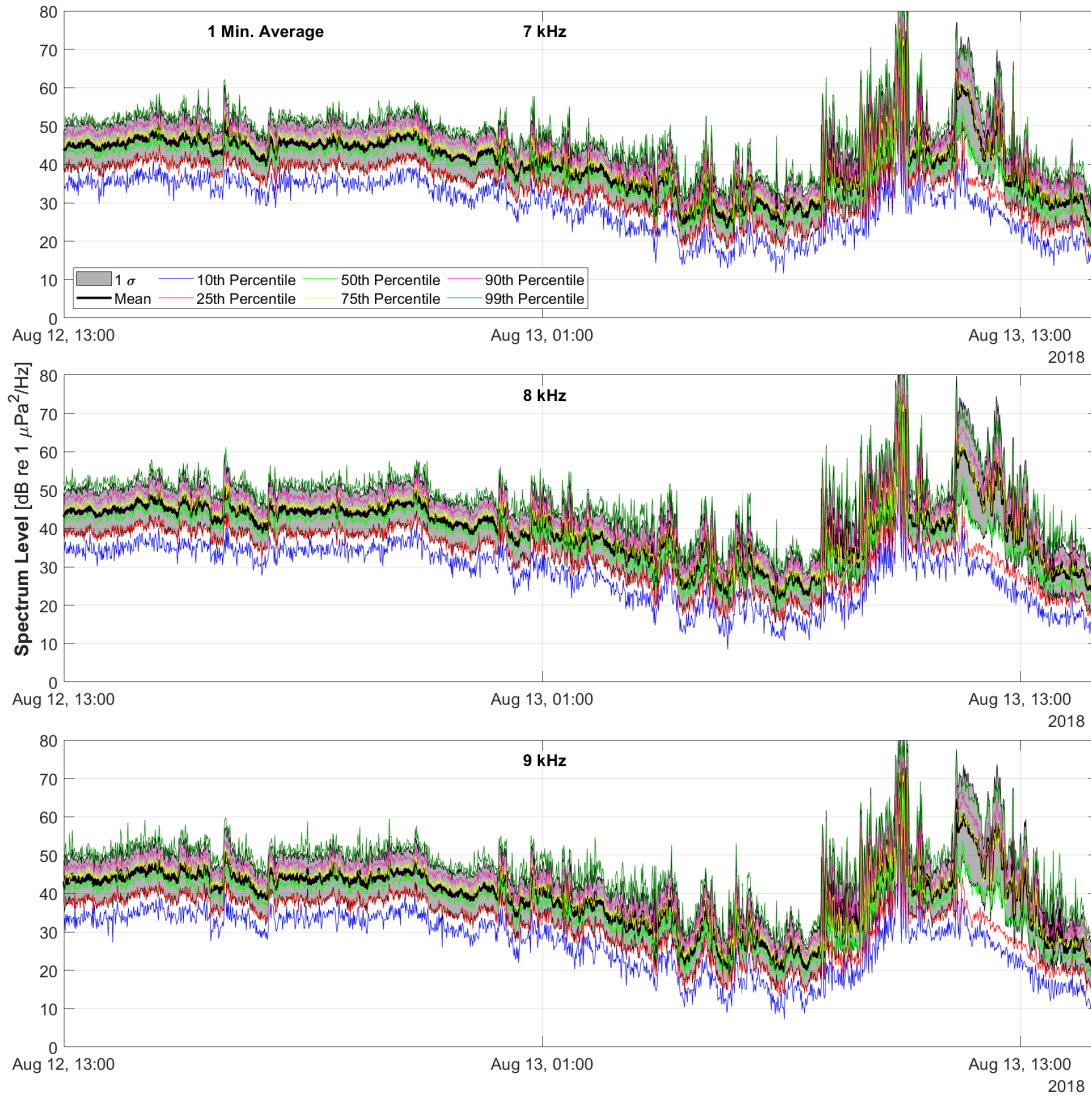 1 Min. Average
7 kHz
80
70
60
50
40
30
20
10
0
1 σ
10th Percentile
50th Percentile
90th Percentile
Mean
25th Percentile
75th Percentile
99th Percentile
Aug 12, 13:00
Aug 13, 01:00
Aug 13, 13:00
2018
Spectrum Level [dB re 1 μPa²/Hz]
8 kHz
80
70
60
50
40
30
20
10
0
Aug 12, 13:00
Aug 13, 01:00
Aug 13, 13:00
2018
9 kHz
80
70
60
50
40
30
20
10
0
Aug 12, 13:00
Aug 13, 01:00
Aug 13, 13:00
2018